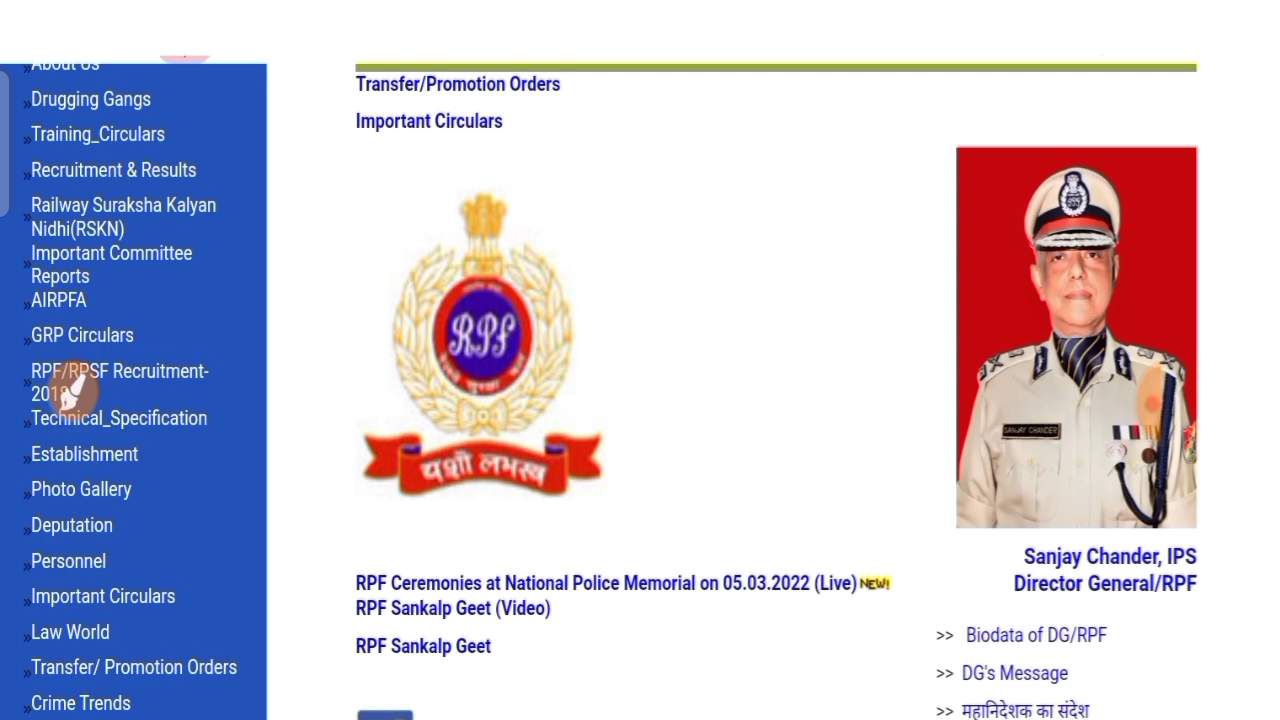 About Us
Drugging Gangs
Training_Circulars
Recruitment & Results
Railway Suraksha Kalyan
Nidhi(RSKN)
Important Committee
Reports
AIRPFA
GRP Circulars
RPF/RPSF Recruitment-
2018
Technical_Specification
Establishment
Photo Gallery
Deputation
Personnel
Important Circulars
Law World
Transfer/ Promotion Orders
Crime Trends
Transfer/Promotion Orders
Important Circulars
RPF
यशो लभस्व
RPF Ceremonies at National Police Memorial on 05.03.2022 (Live) NEW!
RPF Sankalp Geet (Video)
RPF Sankalp Geet
SANJAY CHANDER
Sanjay Chander, IPS
Director General/RPF
>> Biodata of DG/RPF
>> DG's Message
>> महानिदेशक का संदेश